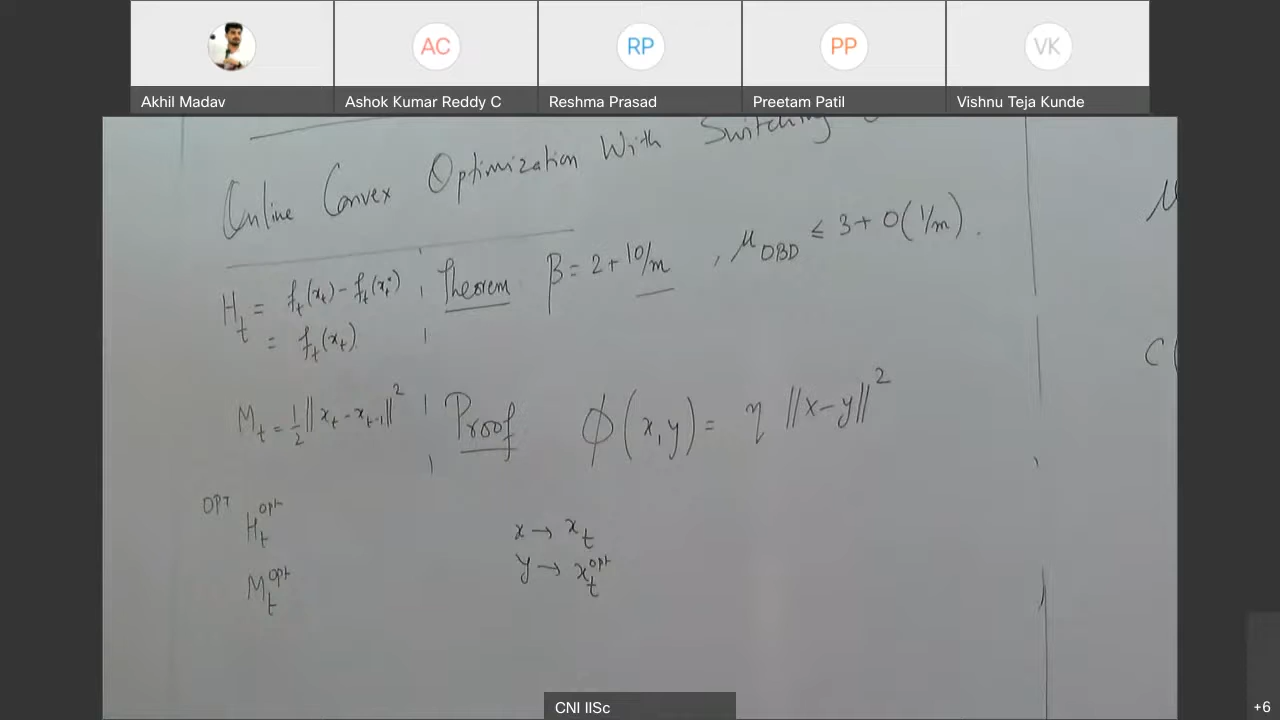 AC
RP
PP
VK
Akhil Madav
Ashok Kumar Reddy C
Reshma Prasad
Preetam Patil
Vishnu Teja Kunde
Online Convex Optimization With Switching
H_t = f_t(x_t) - f_t(x_t^*)
= f_t(x_t)
Theorem β = 2 + 10/m , μ_OBD ≤ 3 + O(1/m) .
M_t = 1/2 ||x_t - x_{t-1}||^2
Proof ϕ(x,y) = η ||x-y||^2
OPT H_t^opt
M_t^opt
x → x_t
y → x_t^opt
CNI IISc
+6